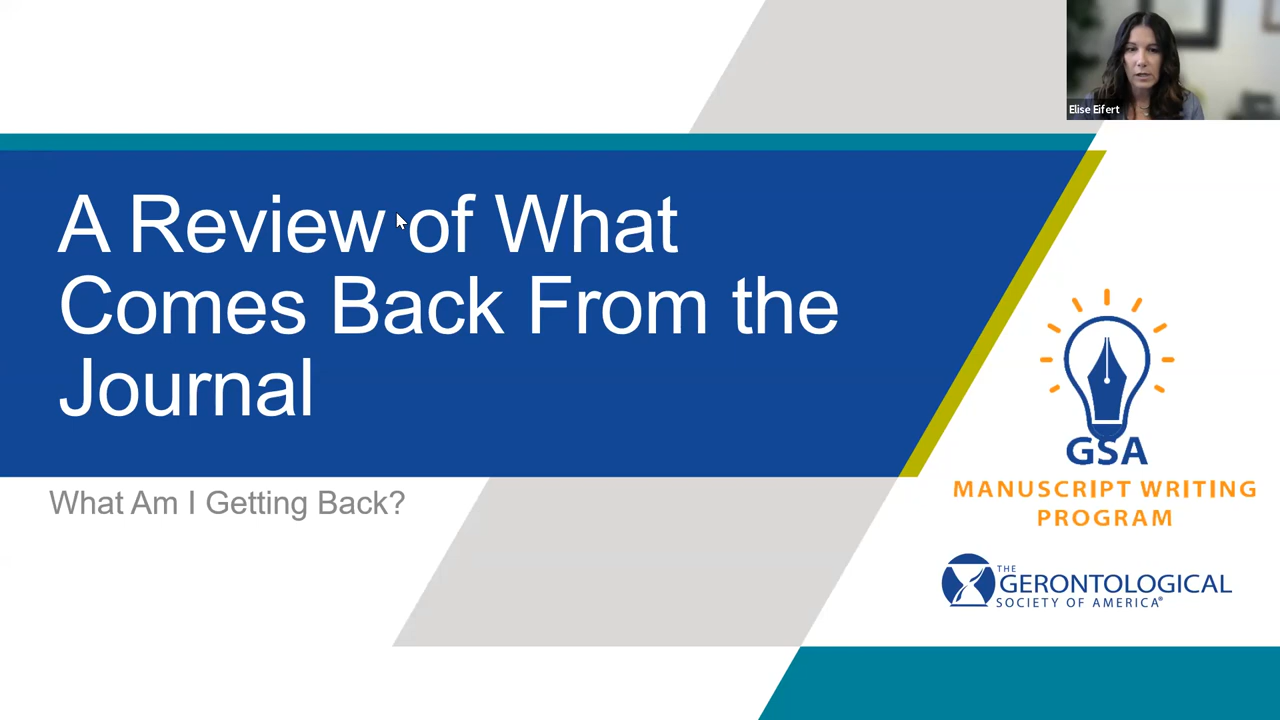 Elise Eifert
A Review of What
Comes Back From the
Journal
What Am I Getting Back?
GSA
MANUSCRIPT WRITING
PROGRAM
THE
GERONTOLOGICAL
SOCIETY OF AMERICA®